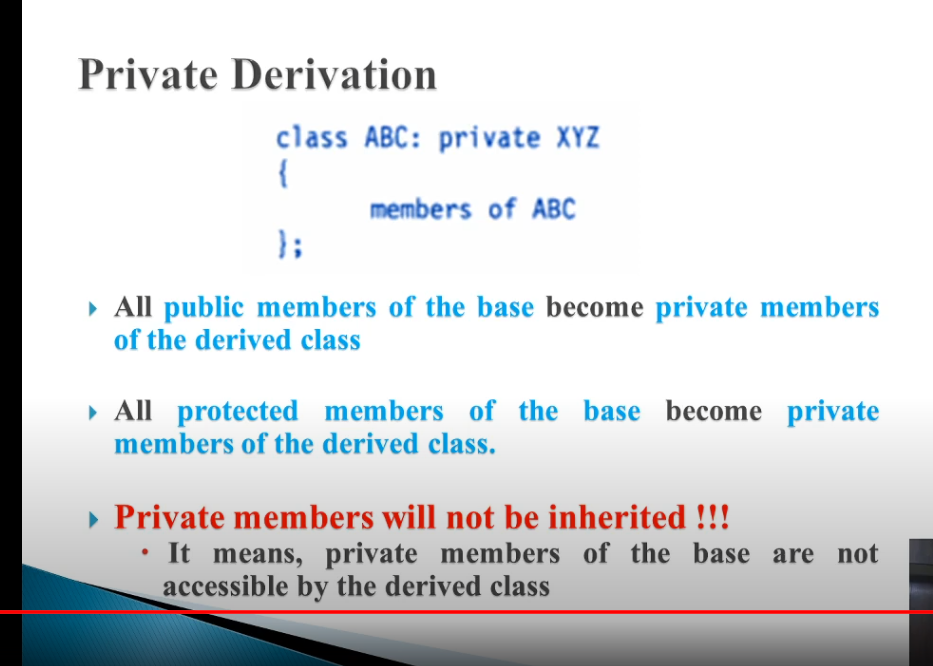 Private Derivation
class ABC: private XYZ
{
members of ABC
};
All public members of the base become private members
of the derived class
All protected members of the base become private
members of the derived class.
Private members will not be inherited !!!
It means, private members of the base are not
accessible by the derived class